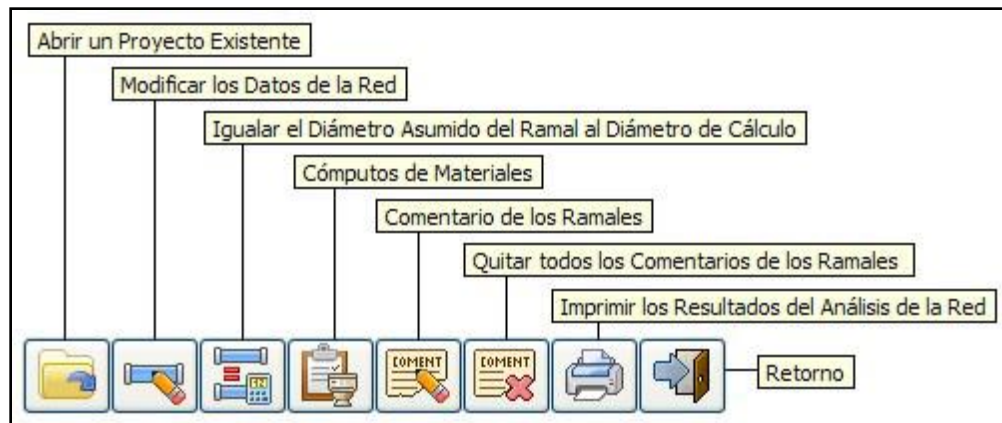 Abrir un Proyecto Existente
Modificar los Datos de la Red
Igualar el Diámetro Asumido del Ramal al Diámetro de Cálculo
Cómputos de Materiales
Comentario de los Ramales
Quitar todos los Comentarios de los Ramales
Imprimir los Resultados del Análisis de la Red
COMENT
COMENT
Retorno